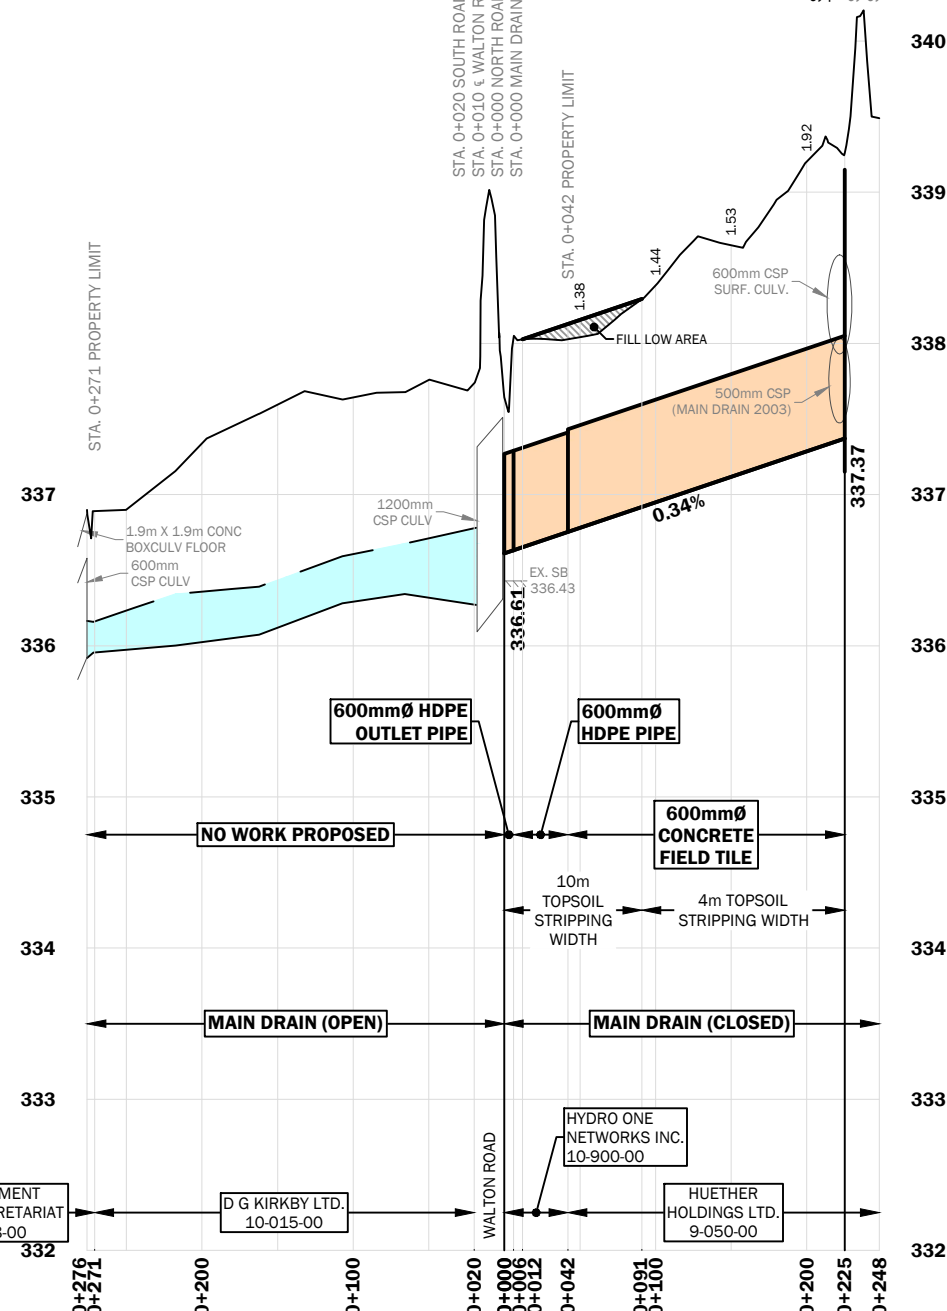 340
339
338
337
336
335
334
333
332
337
336
335
334
333
332
STA. 0+271 PROPERTY LIMIT
STA. 0+020 SOUTH
STA. 0+010 ℄ WALTON
STA. 0+000 NORTH
STA. 0+000 MAIN DRAIN
STA. 0+042 PROPERTY LIMIT
1.38
1.44
1.53
1.92
FILL LOW AREA
600mm CSP
SURF. CULV.
500mm CSP
(MAIN DRAIN 2003)
337.37
0.34%
1200mm
CSP CULV
1.9m X 1.9m CONC
BOXCULV FLOOR
600mm
CSP CULV
EX. SB
336.43
336.61
600mmØ HDPE
OUTLET PIPE
600mmØ
HDPE PIPE
NO WORK PROPOSED
600mmØ
CONCRETE
FIELD TILE
10m
TOPSOIL
STRIPPING
WIDTH
4m TOPSOIL
STRIPPING WIDTH
MAIN DRAIN (OPEN)
MAIN DRAIN (CLOSED)
HYDRO ONE
NETWORKS INC.
10-900-00
WALTON ROAD
D G KIRKBY LTD.
10-015-00
HUETHER
HOLDINGS LTD.
9-050-00
0+276
0+271
0+200
0+100
0+020
0+000
0+006
0+012
0+042
0+091
0+100
0+200
0+225
0+248